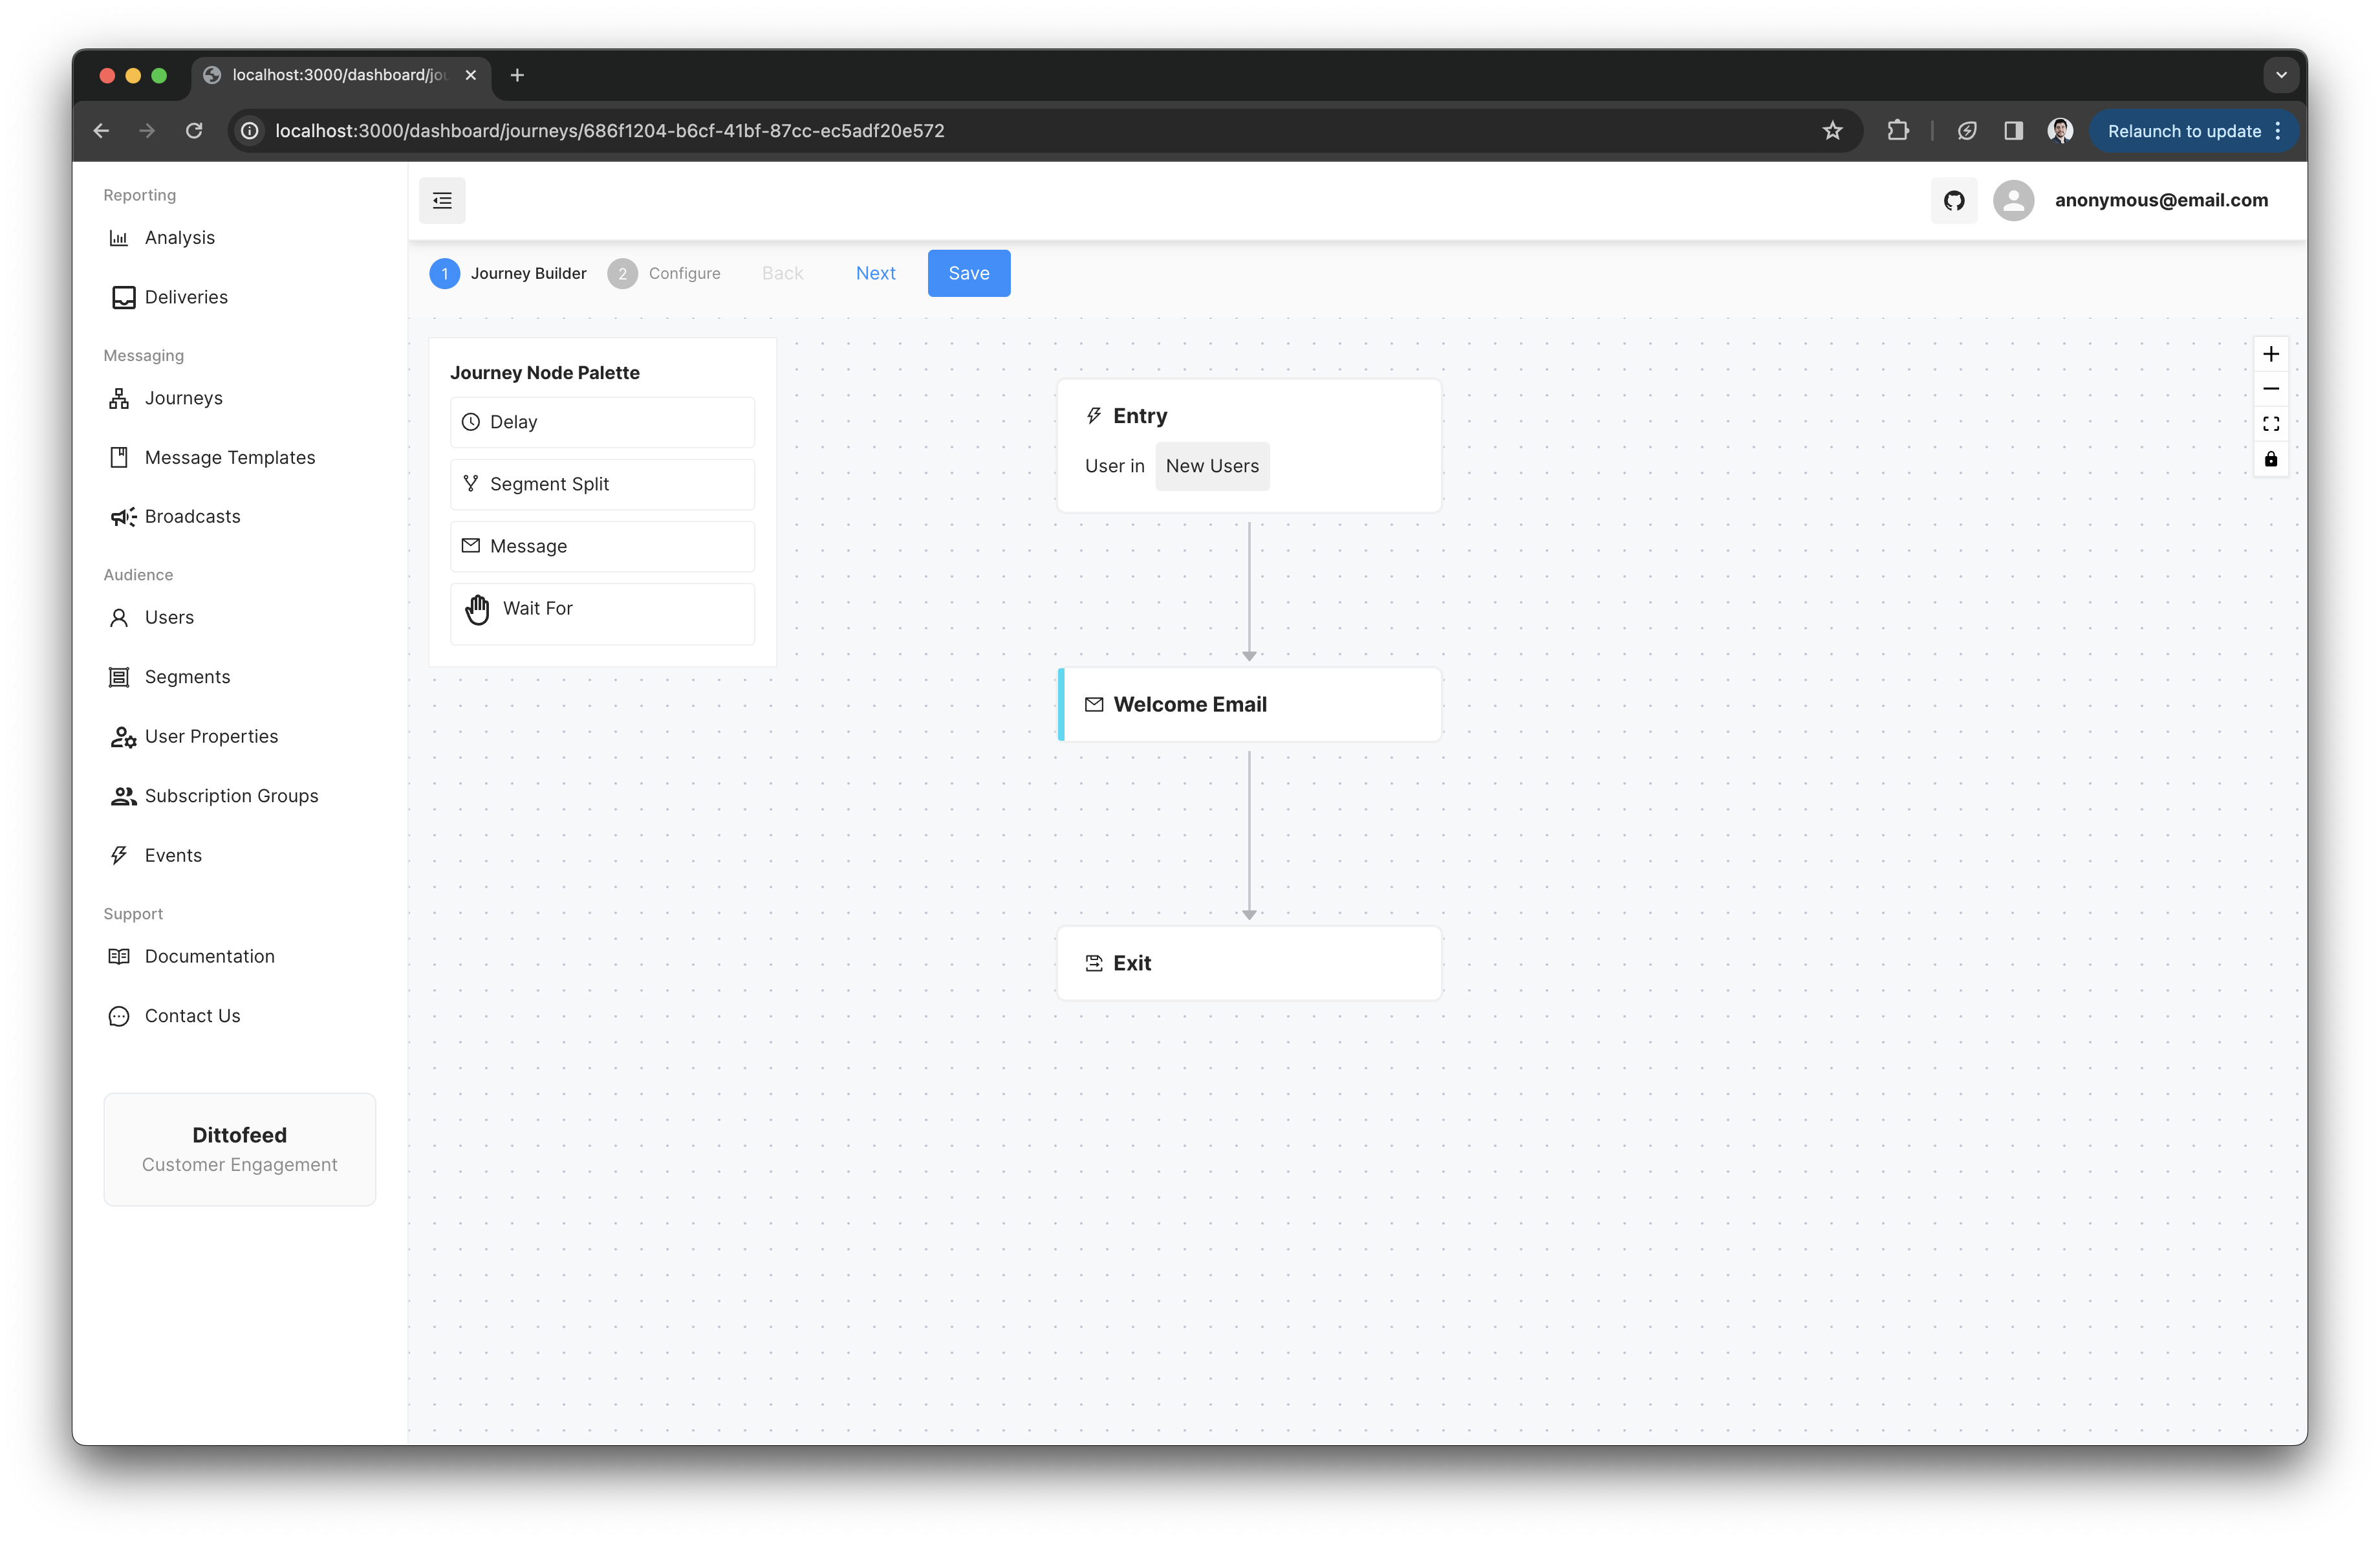 localhost:3000/dashboard/jou
localhost:3000/dashboard/journeys/686f1204-b6cf-41bf-87cc-ec5adf20e572
Relaunch to update
Reporting
Analysis
Deliveries
Messaging
Journeys
Message Templates
Broadcasts
Audience
Users
Segments
User Properties
Subscription Groups
Events
Support
Documentation
Contact Us
Dittofeed
Customer Engagement
anonymous@email.com
1 Journey Builder 2 Configure Back Next Save
Journey Node Palette
Delay
Segment Split
Message
Wait For
Entry
User in New Users
Welcome Email
Exit